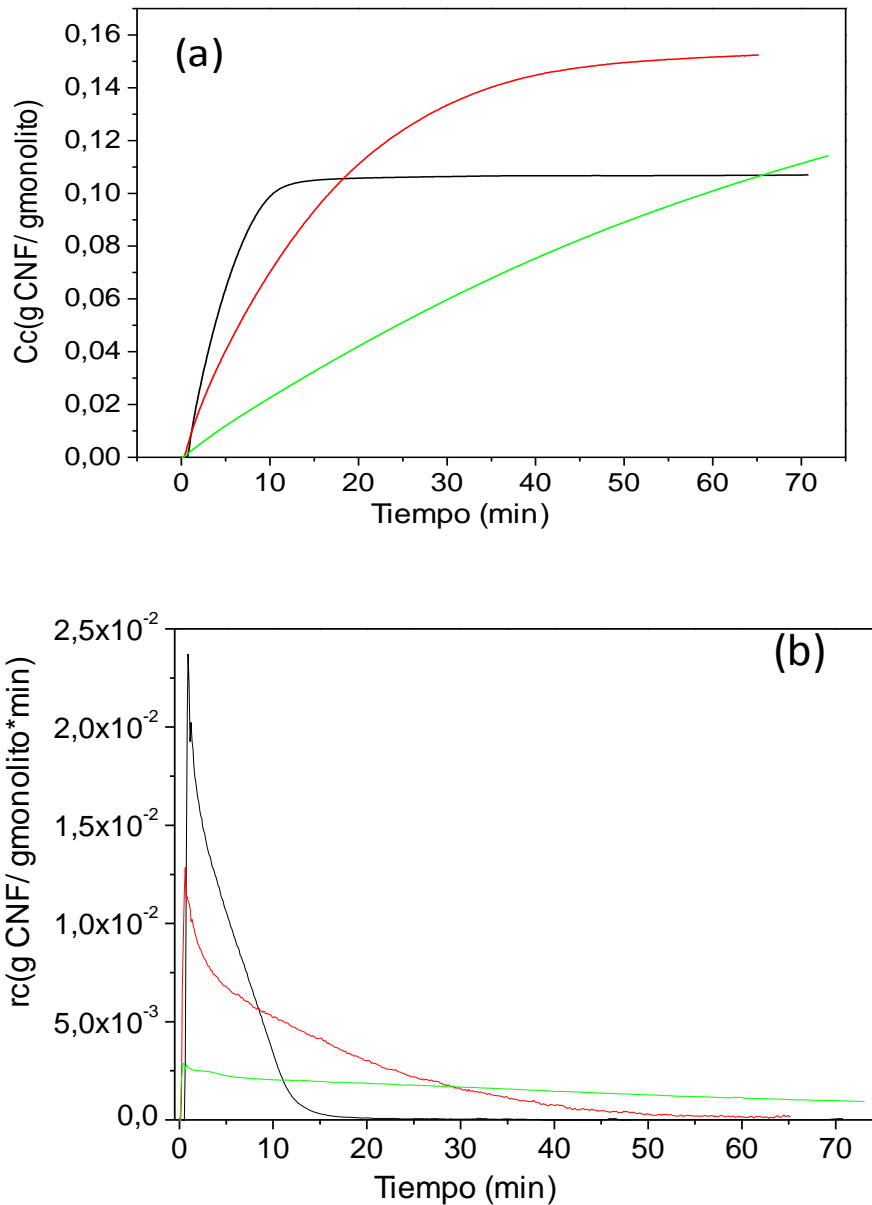 (a)
Cc(g CNF/ gmonolito)
0,16
0,14
0,12
0,10
0,08
0,06
0,04
0,02
0,00
0 10 20 30 40 50 60 70
Tiempo (min)
(b)
rc(g CNF/ gmonolito*min)
2,5x10⁻²
2,0x10⁻²
1,5x10⁻²
1,0x10⁻²
5,0x10⁻³
0,0
0 10 20 30 40 50 60 70
Tiempo (min)